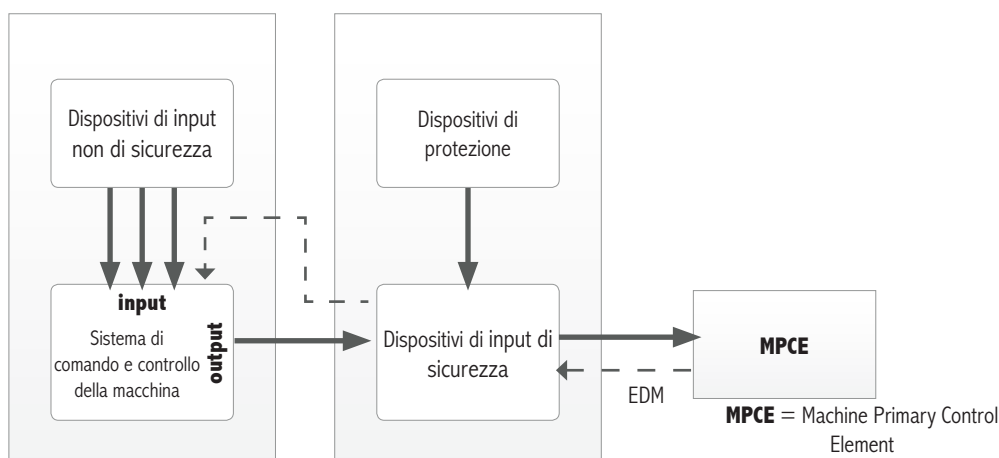 Dispositivi di input
non di sicurezza
Dispositivi di
protezione
input
Sistema di
comando e controllo
della macchina
output
Dispositivi di input di
sicurezza
MPCE
EDM
MPCE = Machine Primary Control
Element